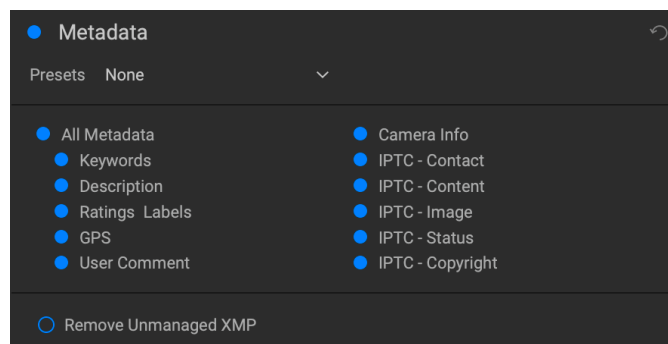 Metadata
Presets None
All Metadata
Keywords
Description
Ratings Labels
GPS
User Comment
Camera Info
IPTC - Contact
IPTC - Content
IPTC - Image
IPTC - Status
IPTC - Copyright
Remove Unmanaged XMP